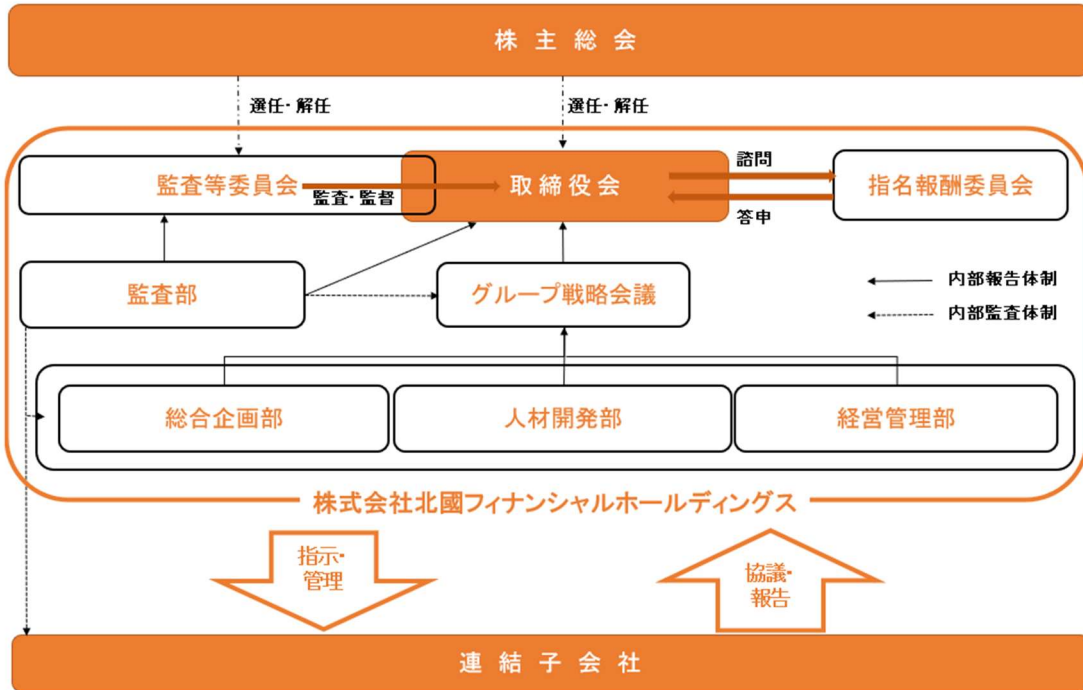 株主総会
選任・解任
選任・解任
監査等委員会
監査・監督
取締役会
諮問
答申
指名報酬委員会
監査部
グループ戦略会議
内部報告体制
内部監査体制
総合企画部
人材開発部
経営管理部
株式会社北國フィナンシャルホールディングス
指示・
管理
協議・
報告
連結子会社